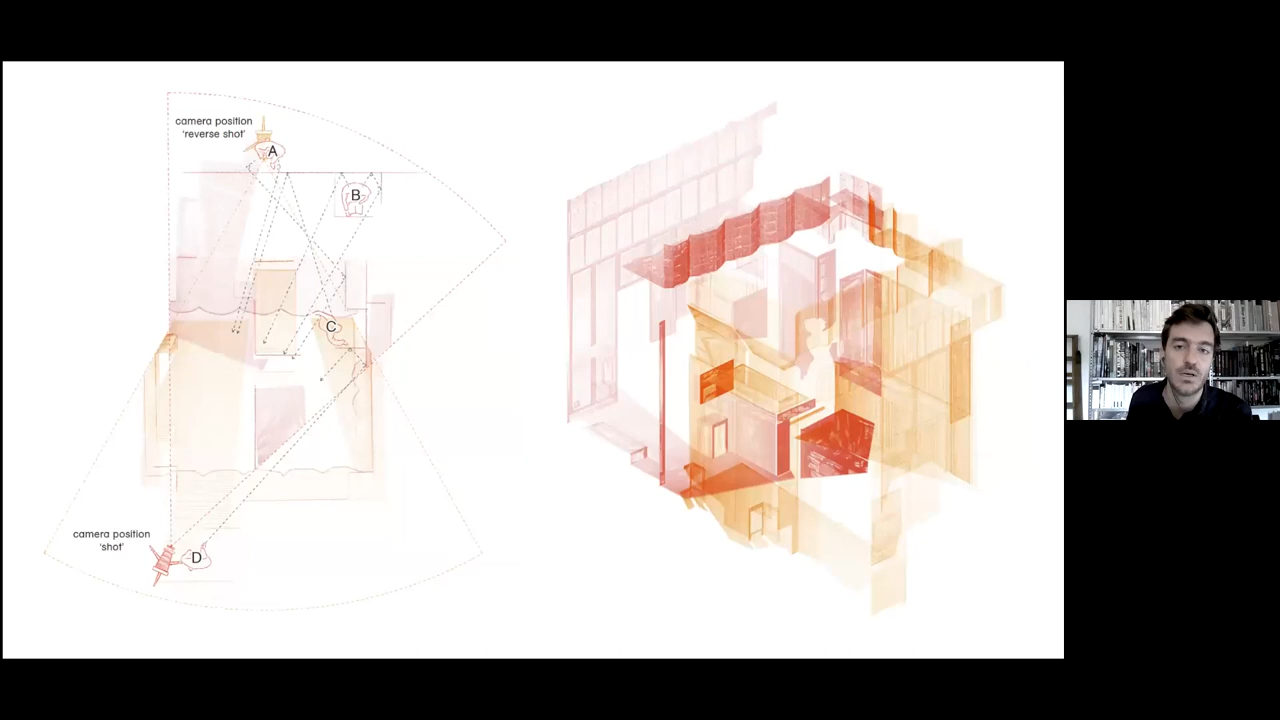 camera position
'reverse shot'
A
B
C
camera position
'shot'
D